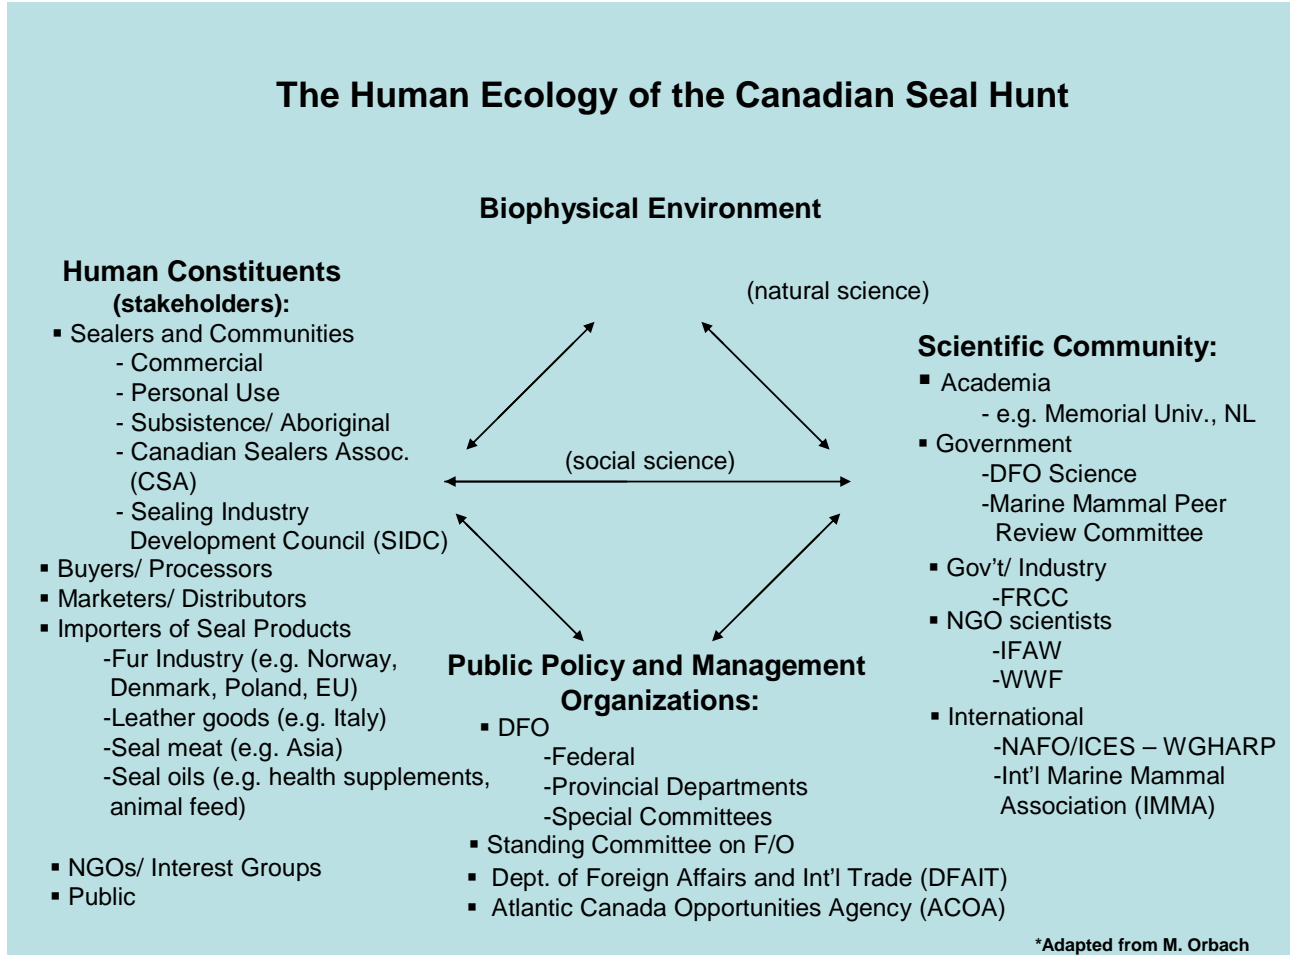 The Human Ecology of the Canadian Seal Hunt
Biophysical Environment
(natural science)
(social science)
Human Constituents
(stakeholders):
▪ Sealers and Communities
- Commercial
- Personal Use
- Subsistence/ Aboriginal
- Canadian Sealers Assoc.
(CSA)
- Sealing Industry
Development Council (SIDC)
▪ Buyers/ Processors
▪ Marketers/ Distributors
▪ Importers of Seal Products
-Fur Industry (e.g. Norway,
Denmark, Poland, EU)
-Leather goods (e.g. Italy)
-Seal meat (e.g. Asia)
-Seal oils (e.g. health supplements,
animal feed)
▪ NGOs/ Interest Groups
▪ Public
Public Policy and Management
Organizations:
▪ DFO
-Federal
-Provincial Departments
-Special Committees
▪ Standing Committee on F/O
▪ Dept. of Foreign Affairs and Int’l Trade (DFAIT)
▪ Atlantic Canada Opportunities Agency (ACOA)
Scientific Community:
▪ Academia
- e.g. Memorial Univ., NL
▪ Government
-DFO Science
-Marine Mammal Peer
Review Committee
▪ Gov’t/ Industry
-FRCC
▪ NGO scientists
-IFAW
-WWF
▪ International
-NAFO/ICES – WGHARP
-Int’l Marine Mammal
Association (IMMA)
*Adapted from M. Orbach